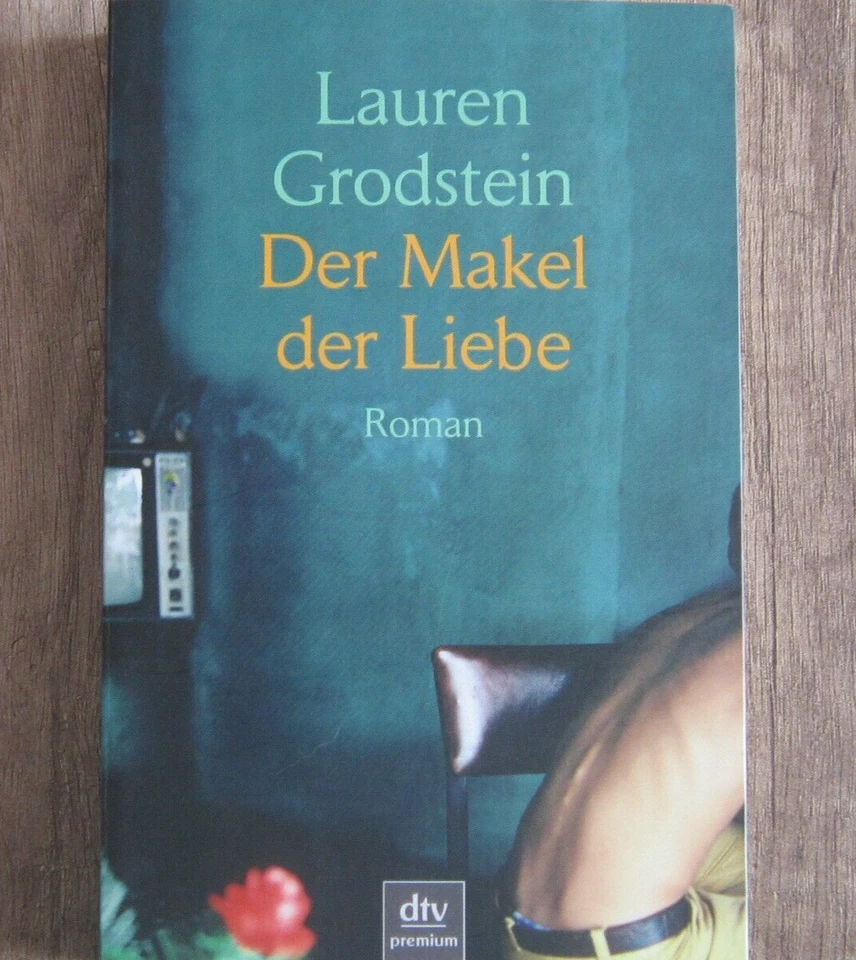 Lauren
Grodstein
Der Makel
der Liebe
Roman
dtv
premium